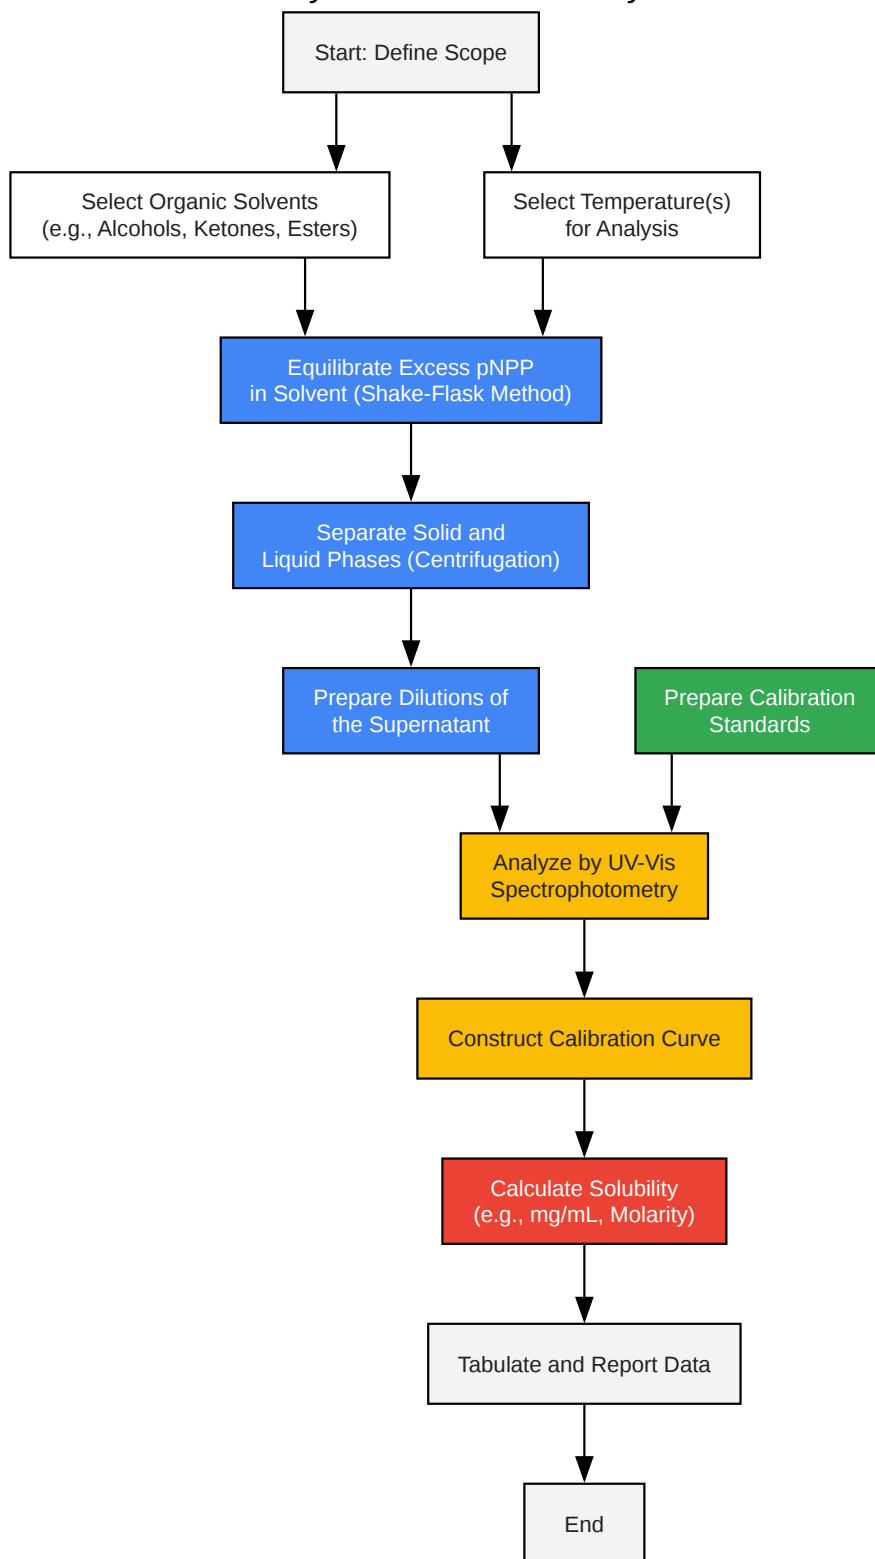 Start: Define Scope
Select Organic Solvents
(e.g., Alcohols, Ketones, Esters)
Select Temperature(s)
for Analysis
Equilibrate Excess pNPP
in Solvent (Shake-Flask Method)
Separate Solid and
Liquid Phases (Centrifugation)
Prepare Dilutions of
the Supernatant
Prepare Calibration
Standards
Analyze by UV-Vis
Spectrophotometry
Construct Calibration Curve
Calculate Solubility
(e.g., mg/mL, Molarity)
Tabulate and Report Data
End